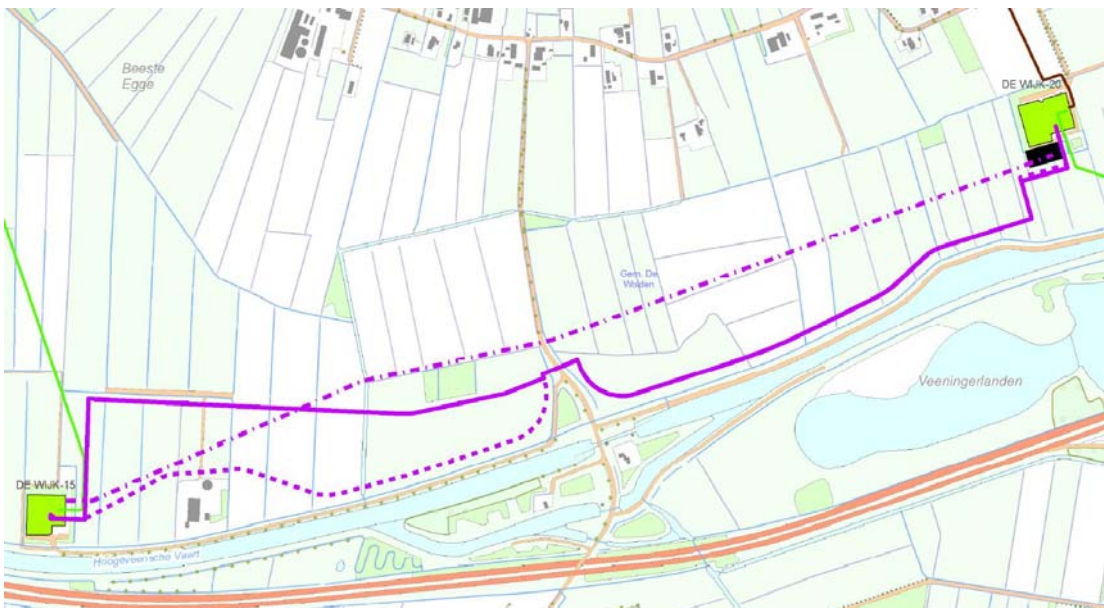 Beeste
Egge
DE WIJK-20
Gem. De
Wolden
Veeningerlanden
DE WIJK-15
Hoogeveensche Vaart